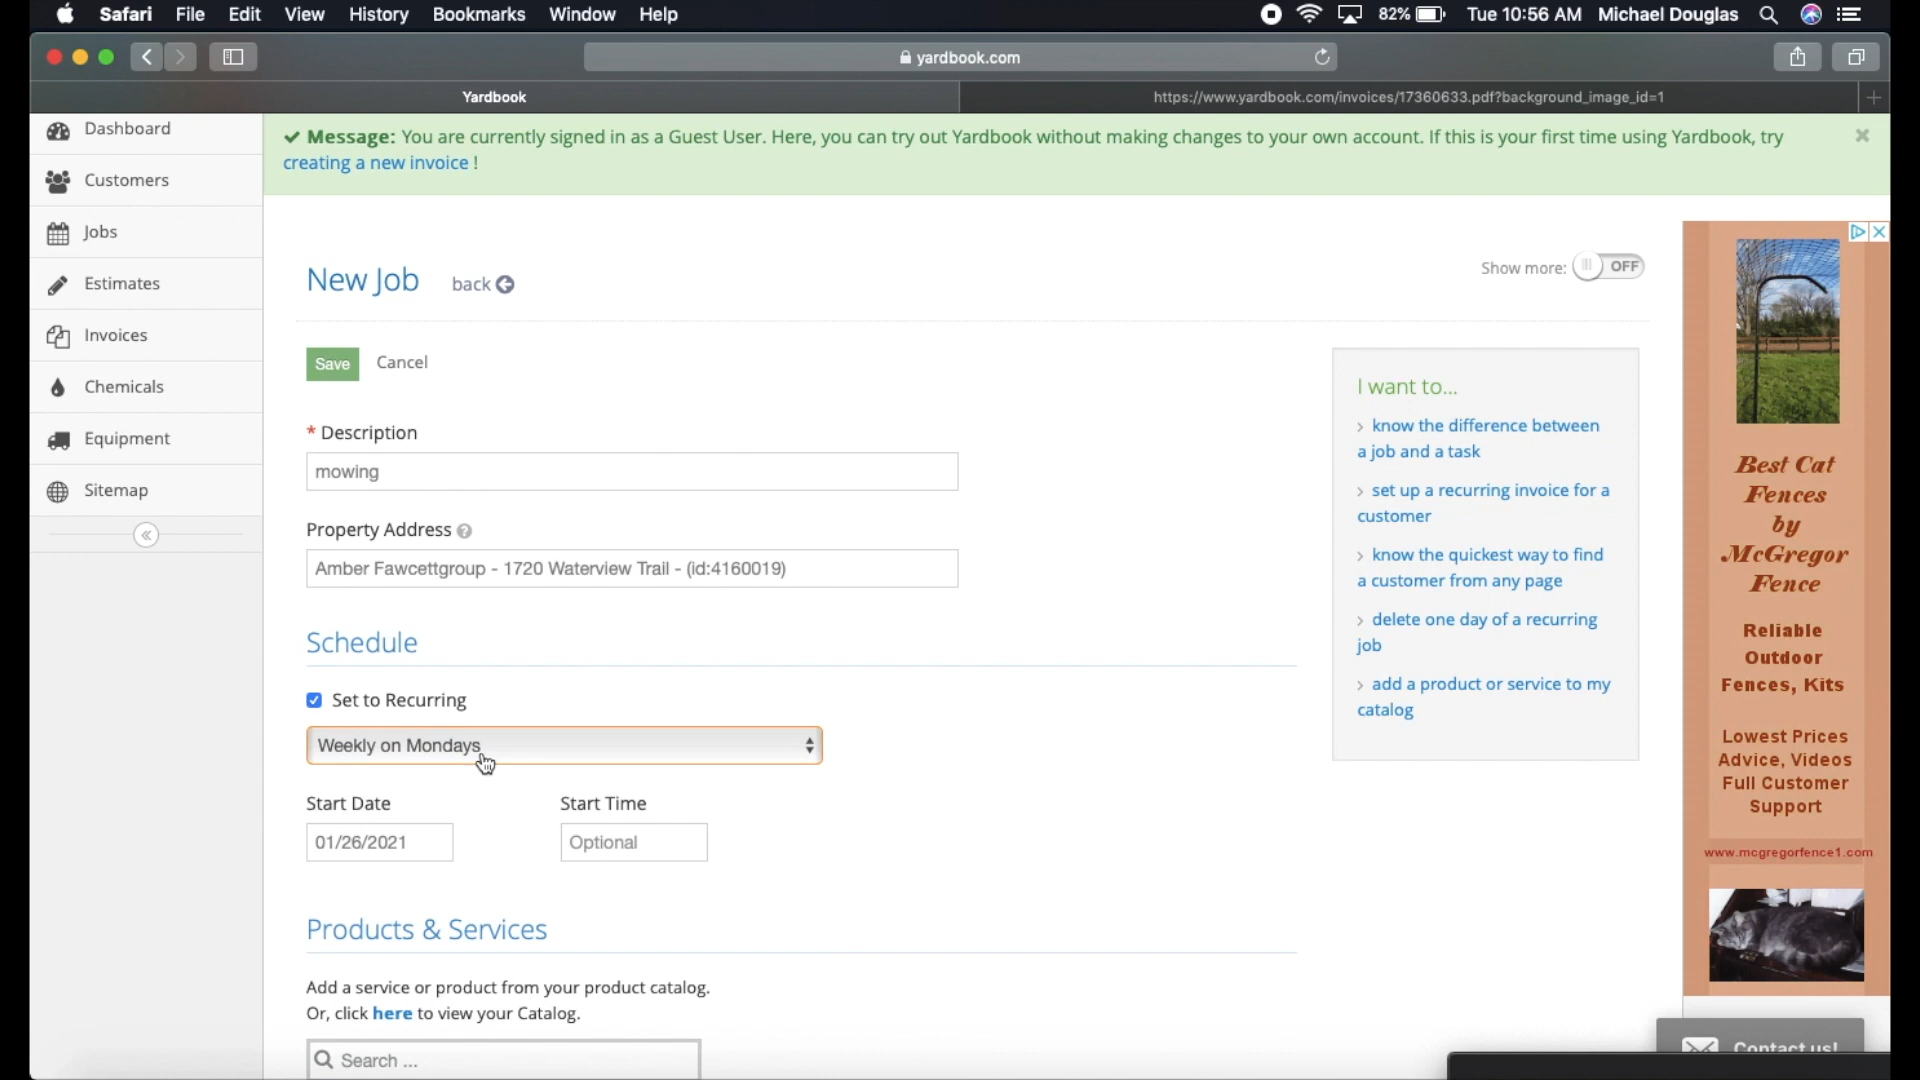 Safari File Edit View History Bookmarks Window Help 82% Tue 10:56 AM Michael Douglas
yardbook.com
Yardbook
https://www.yardbook.com/invoices/17360633.pdf?background_image_id=1
Message: You are currently signed in as a Guest User. Here, you can try out Yardbook without making changes to your own account. If this is your first time using Yardbook, try
creating a new invoice !
Dashboard
Customers
Jobs
Estimates
Invoices
Chemicals
Equipment
Sitemap
New Job back
Show more: OFF
Save Cancel
* Description
mowing
Property Address
Amber Fawcettgroup - 1720 Waterview Trail - (id:4160019)
Schedule
Set to Recurring
Weekly on Mondays
Start Date Start Time
01/26/2021 Optional
Products & Services
Add a service or product from your product catalog.
Or, click here to view your Catalog.
Search ...
I want to...
> know the difference between
a job and a task
> set up a recurring invoice for a
customer
> know the quickest way to find
a customer from any page
> delete one day of a recurring
job
> add a product or service to my
catalog
Best Cat
Fences
by
McGregor
Fence
Reliable
Outdoor
Fences, Kits
Lowest Prices
Advice, Videos
Full Customer
Support
www.mcgregorfence1.com
Contact us!